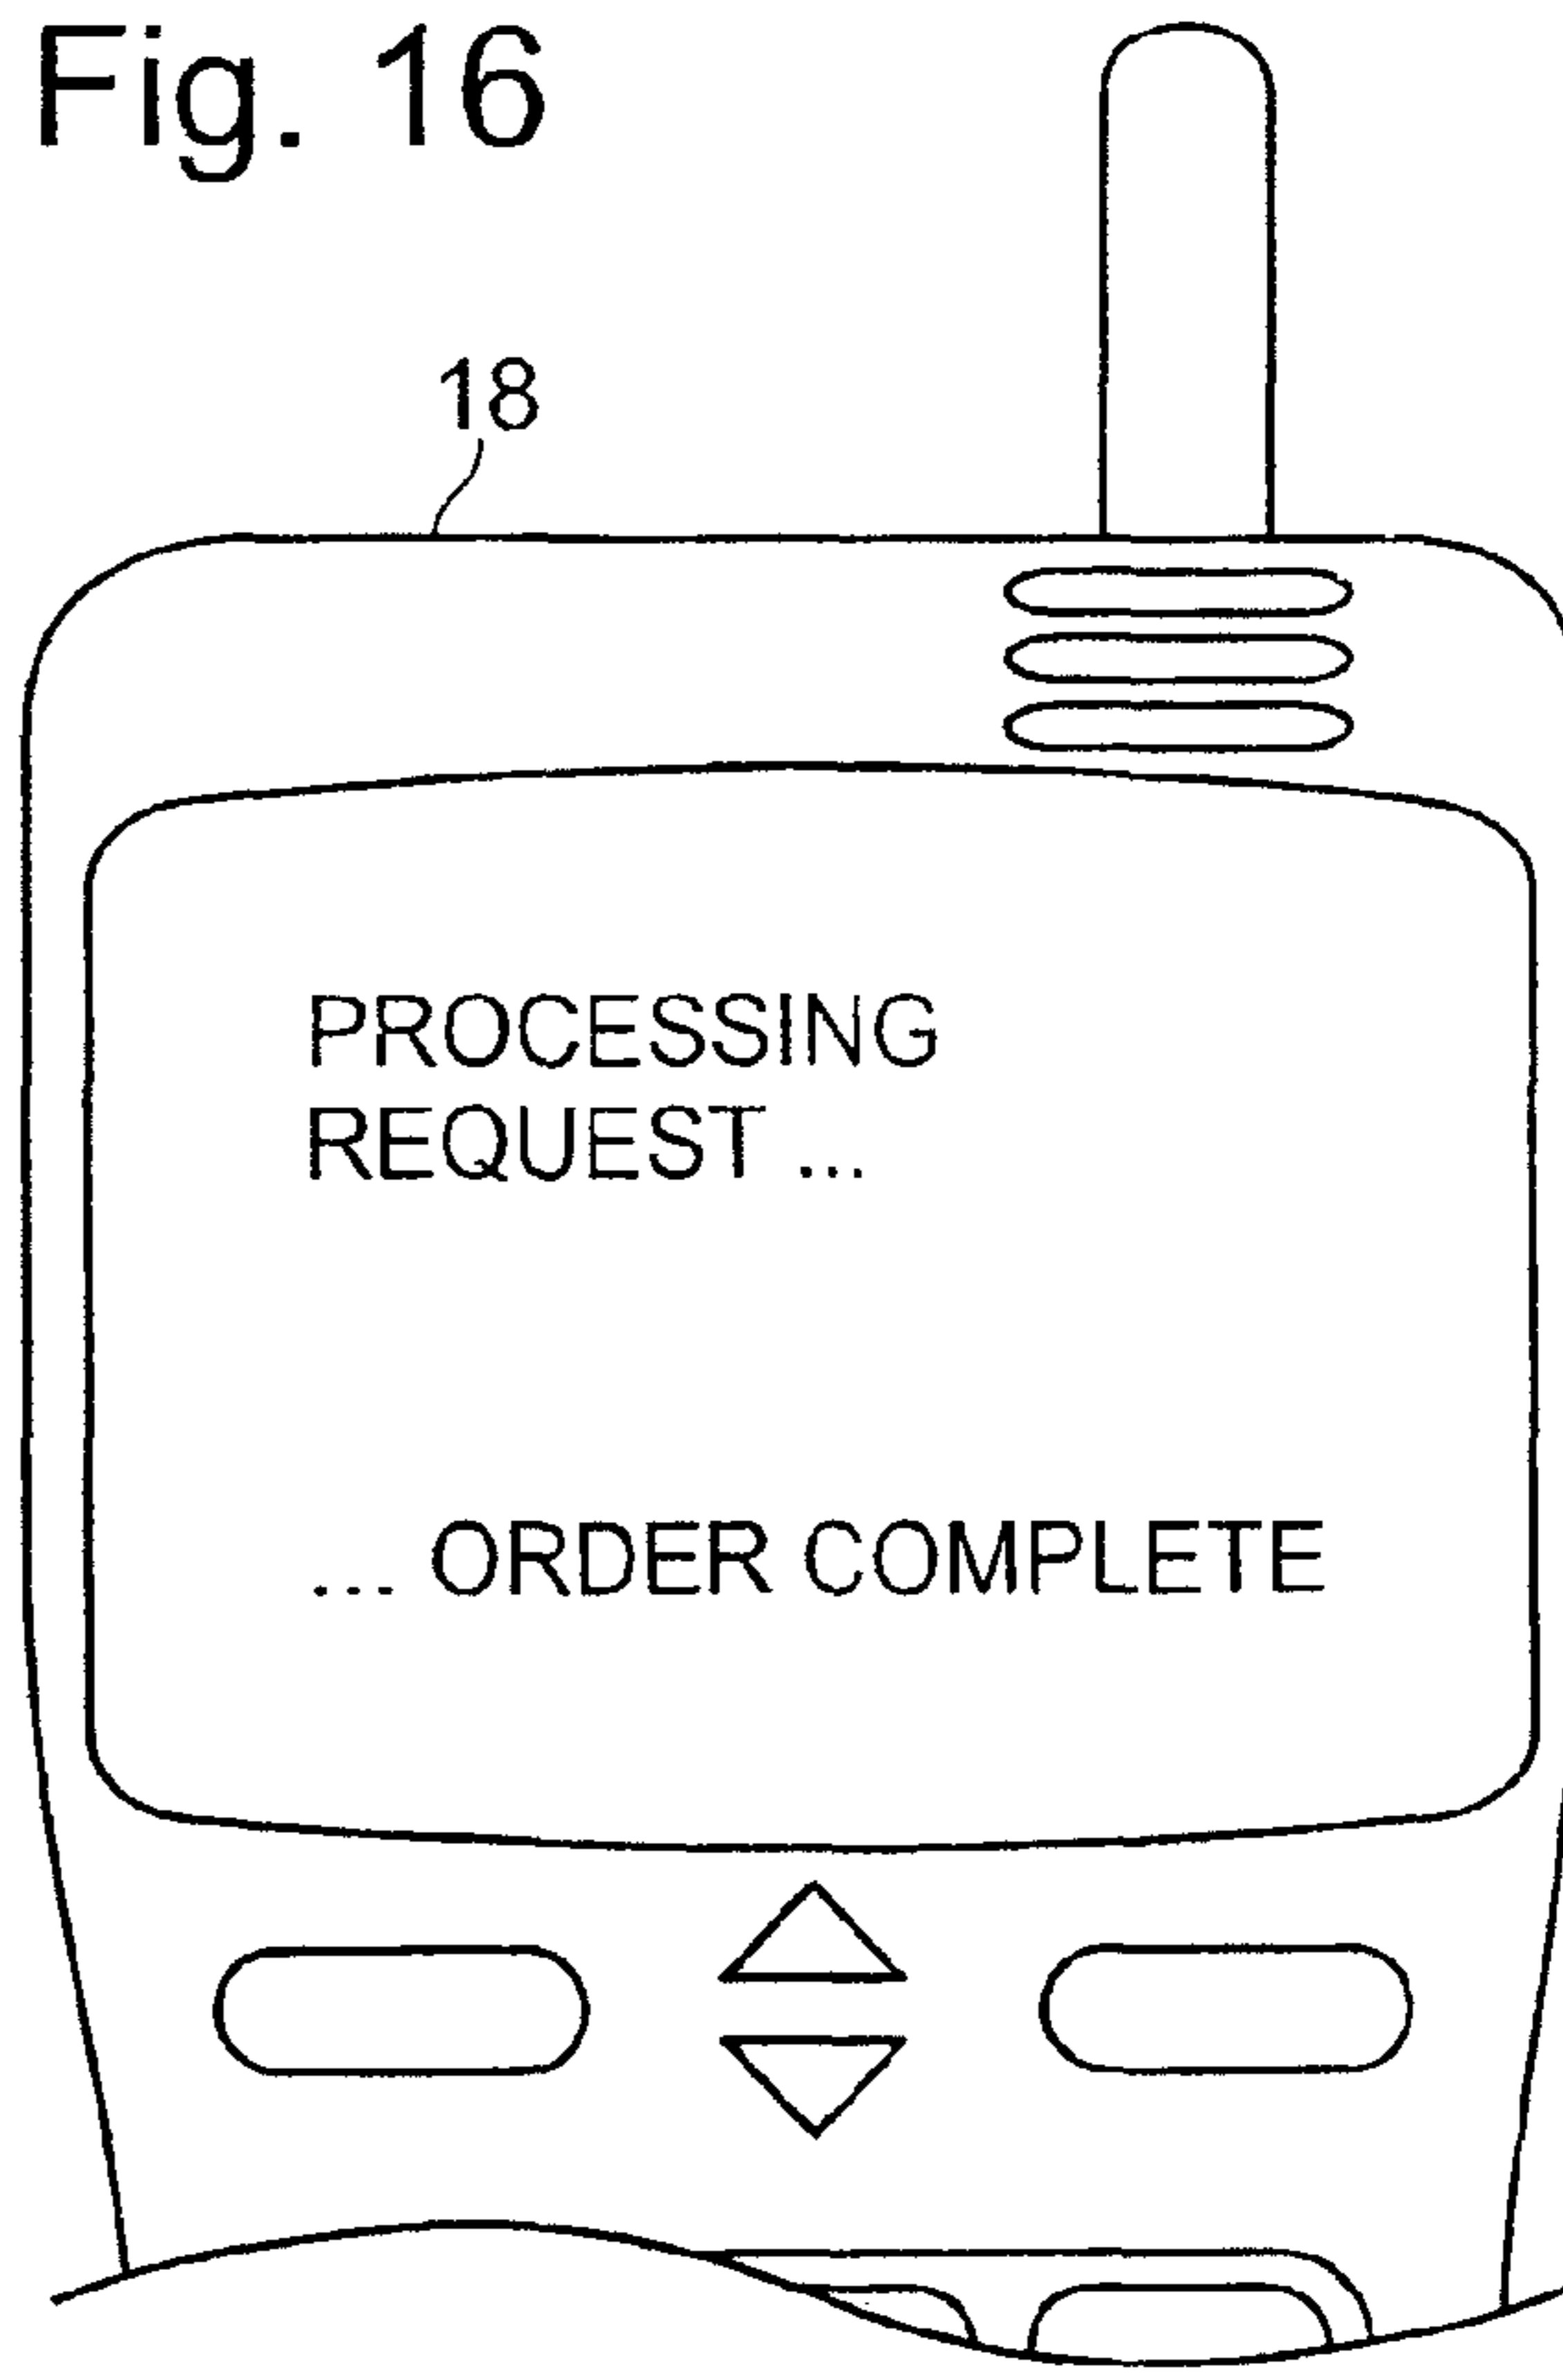 Fig. 16
18
PROCESSING
REQUEST ...
... ORDER COMPLETE